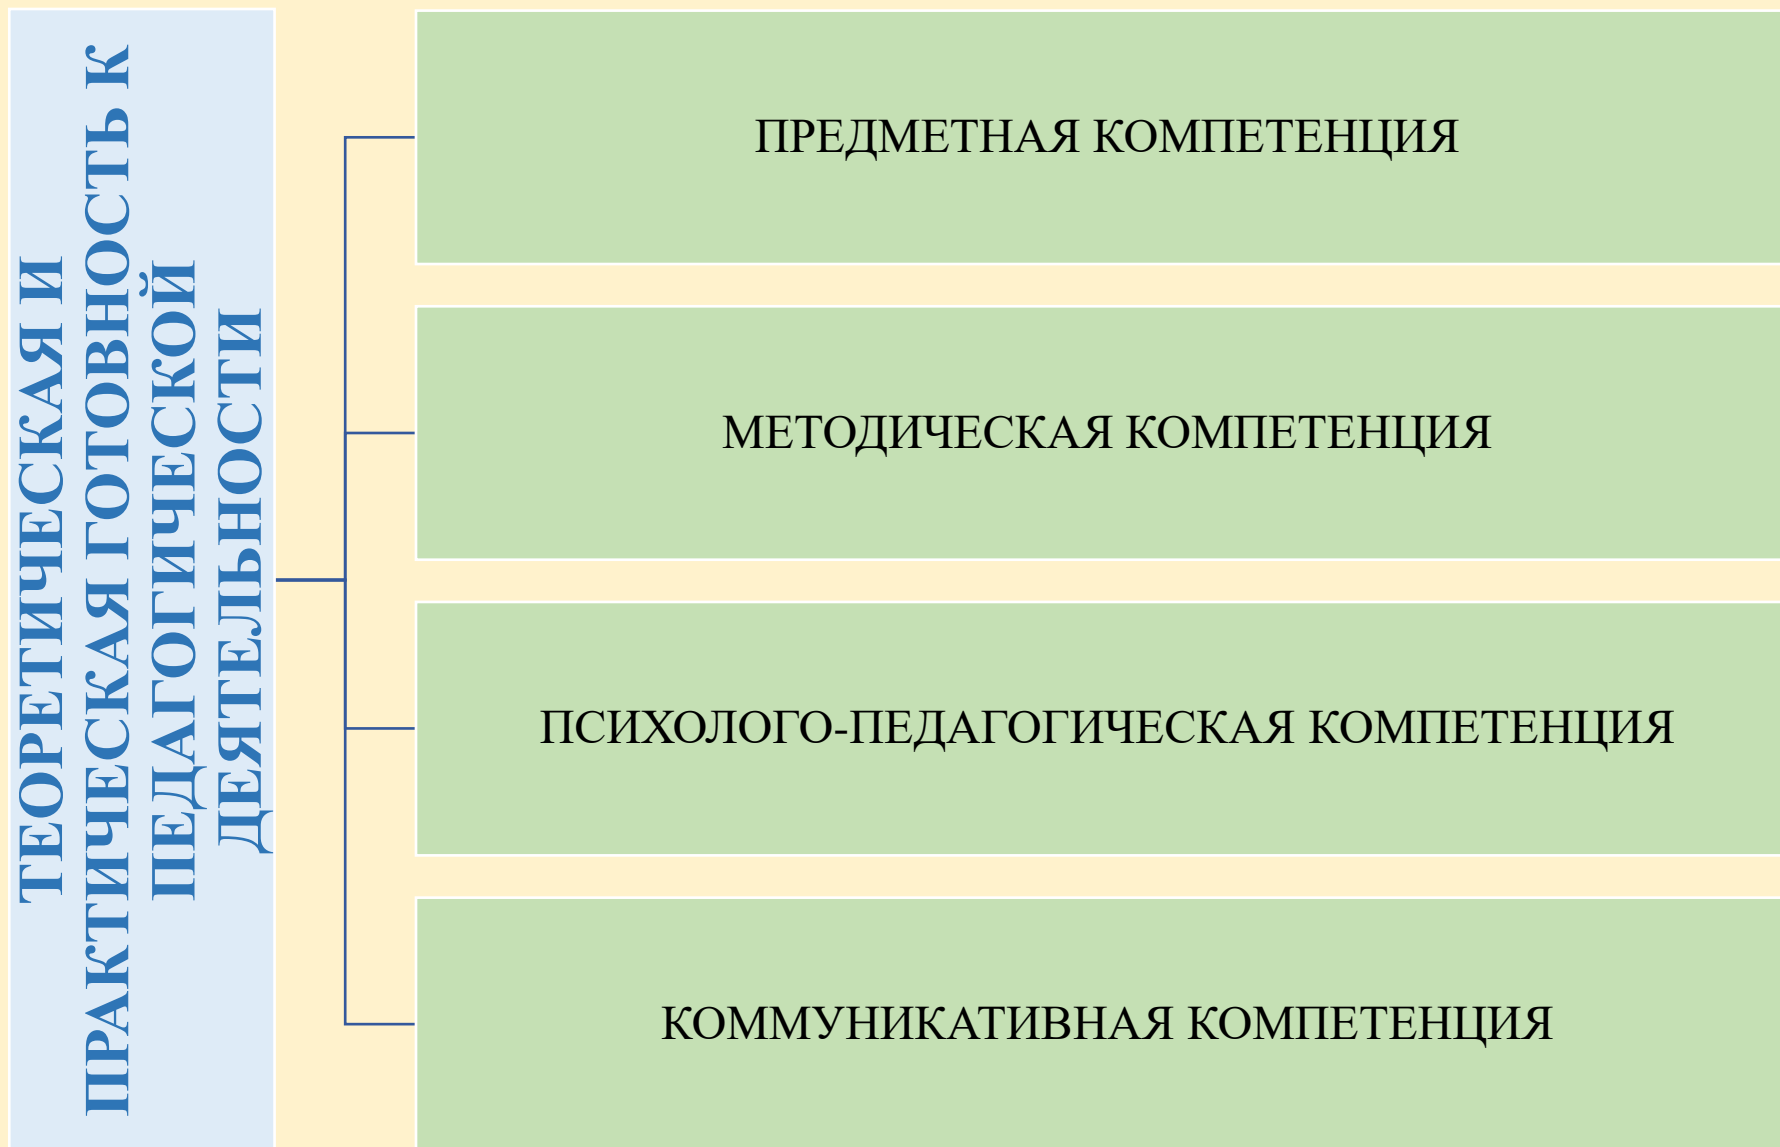 ТЕОРЕТИЧЕСКАЯ И
ПРАКТИЧЕСКАЯ ГОТОВНОСТЬ К
ПЕДАГОГИЧЕСКОЙ
ДЕЯТЕЛЬНОСТИ
ПРЕДМЕТНАЯ КОМПЕТЕНЦИЯ
МЕТОДИЧЕСКАЯ КОМПЕТЕНЦИЯ
ПСИХОЛОГО-ПЕДАГОГИЧЕСКАЯ КОМПЕТЕНЦИЯ
КОММУНИКАТИВНАЯ КОМПЕТЕНЦИЯ